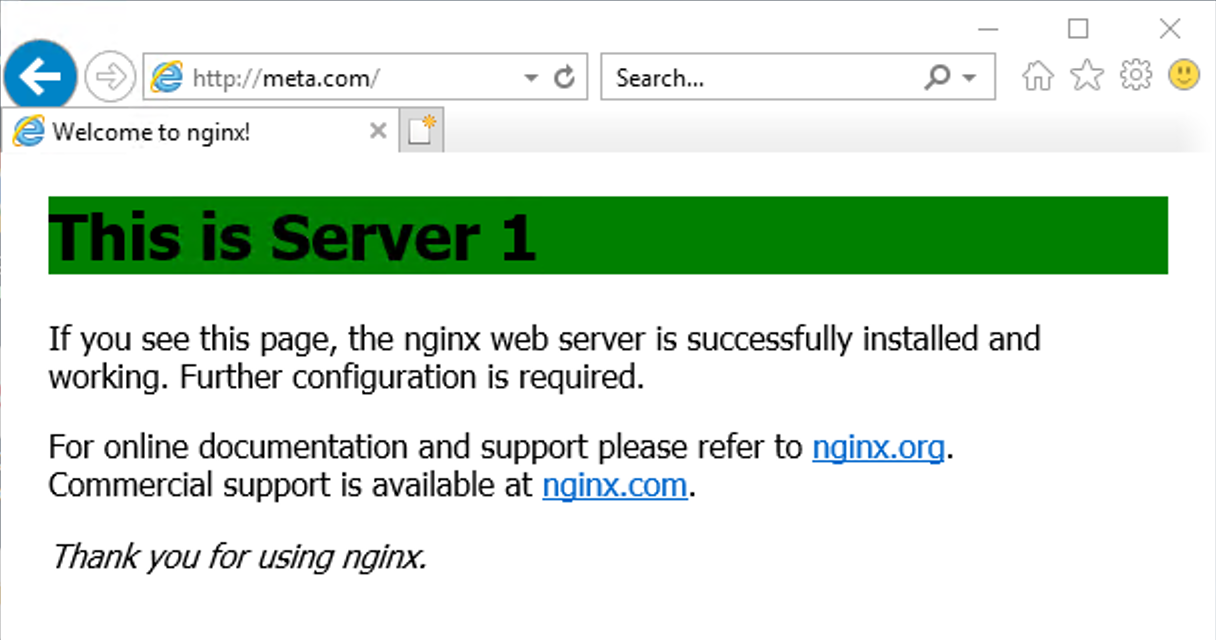 http://meta.com/
Search...
Welcome to nginx!
This is Server 1
If you see this page, the nginx web server is successfully installed and
working. Further configuration is required.
For online documentation and support please refer to nginx.org.
Commercial support is available at nginx.com.
Thank you for using nginx.